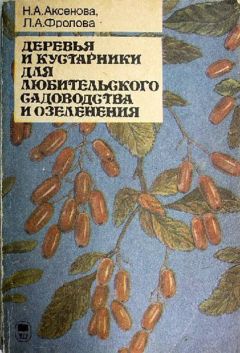 Н.А.Аксенова,
Л.А.Фролова
ДЕРЕВЬЯ
И КУСТАРНИКИ
ДЛЯ
ЛЮБИТЕЛЬСКОГО
САДОВОДСТВА
И ОЗЕЛЕНЕНИЯ